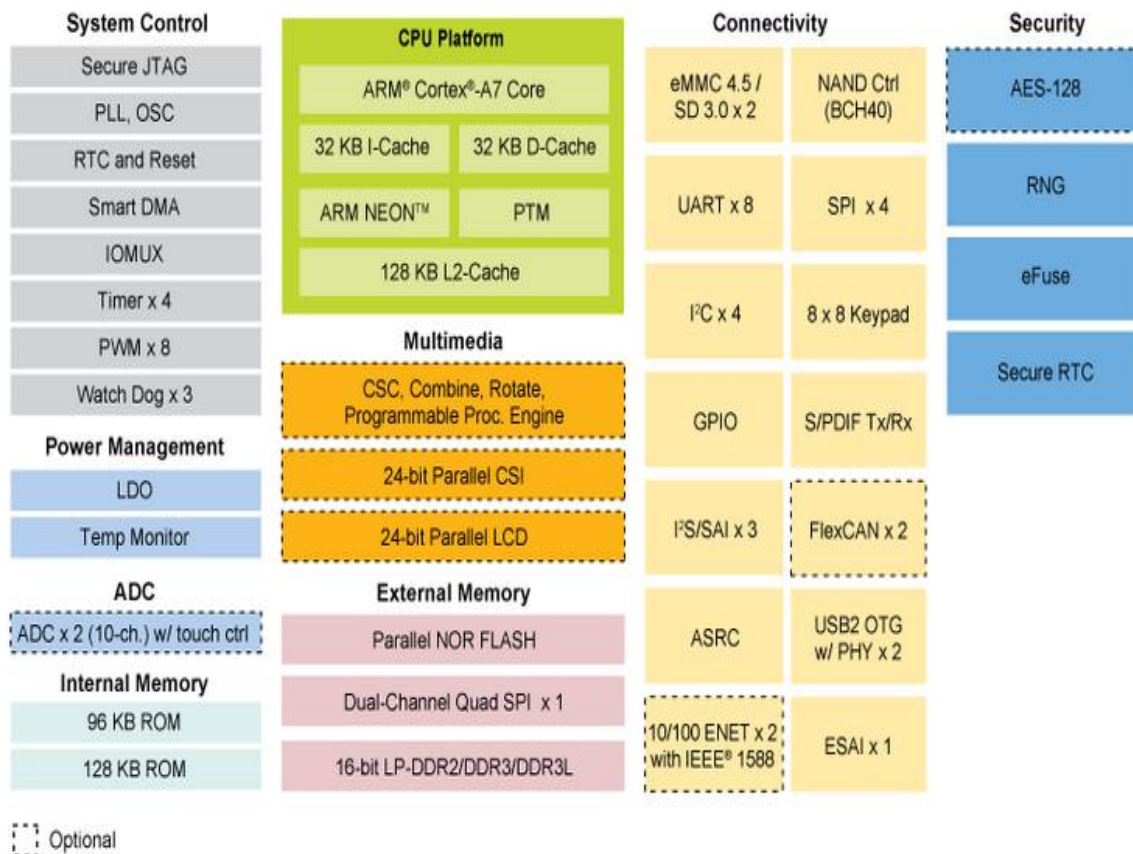 System Control
Secure JTAG
PLL, OSC
RTC and Reset
Smart DMA
IOMUX
Timer x 4
PWM x 8
Watch Dog x 3
Power Management
LDO
Temp Monitor
ADC
ADC x 2 (10-ch.) w/ touch ctrl
Internal Memory
96 KB ROM
128 KB ROM
CPU Platform
ARM® Cortex®-A7 Core
32 KB I-Cache
32 KB D-Cache
ARM NEON™
PTM
128 KB L2-Cache
Multimedia
CSC, Combine, Rotate,
Programmable Proc. Engine
24-bit Parallel CSI
24-bit Parallel LCD
External Memory
Parallel NOR FLASH
Dual-Channel Quad SPI x 1
16-bit LP-DDR2/DDR3/DDR3L
Connectivity
eMMC 4.5 /
SD 3.0 x 2
NAND Ctrl
(BCH40)
UART x 8
SPI x 4
I²C x 4
8 x 8 Keypad
GPIO
S/PDIF Tx/Rx
I²S/SAI x 3
FlexCAN x 2
ASRC
USB2 OTG
w/ PHY x 2
10/100 ENET x 2
with IEEE® 1588
ESAI x 1
Security
AES-128
RNG
eFuse
Secure RTC
Optional